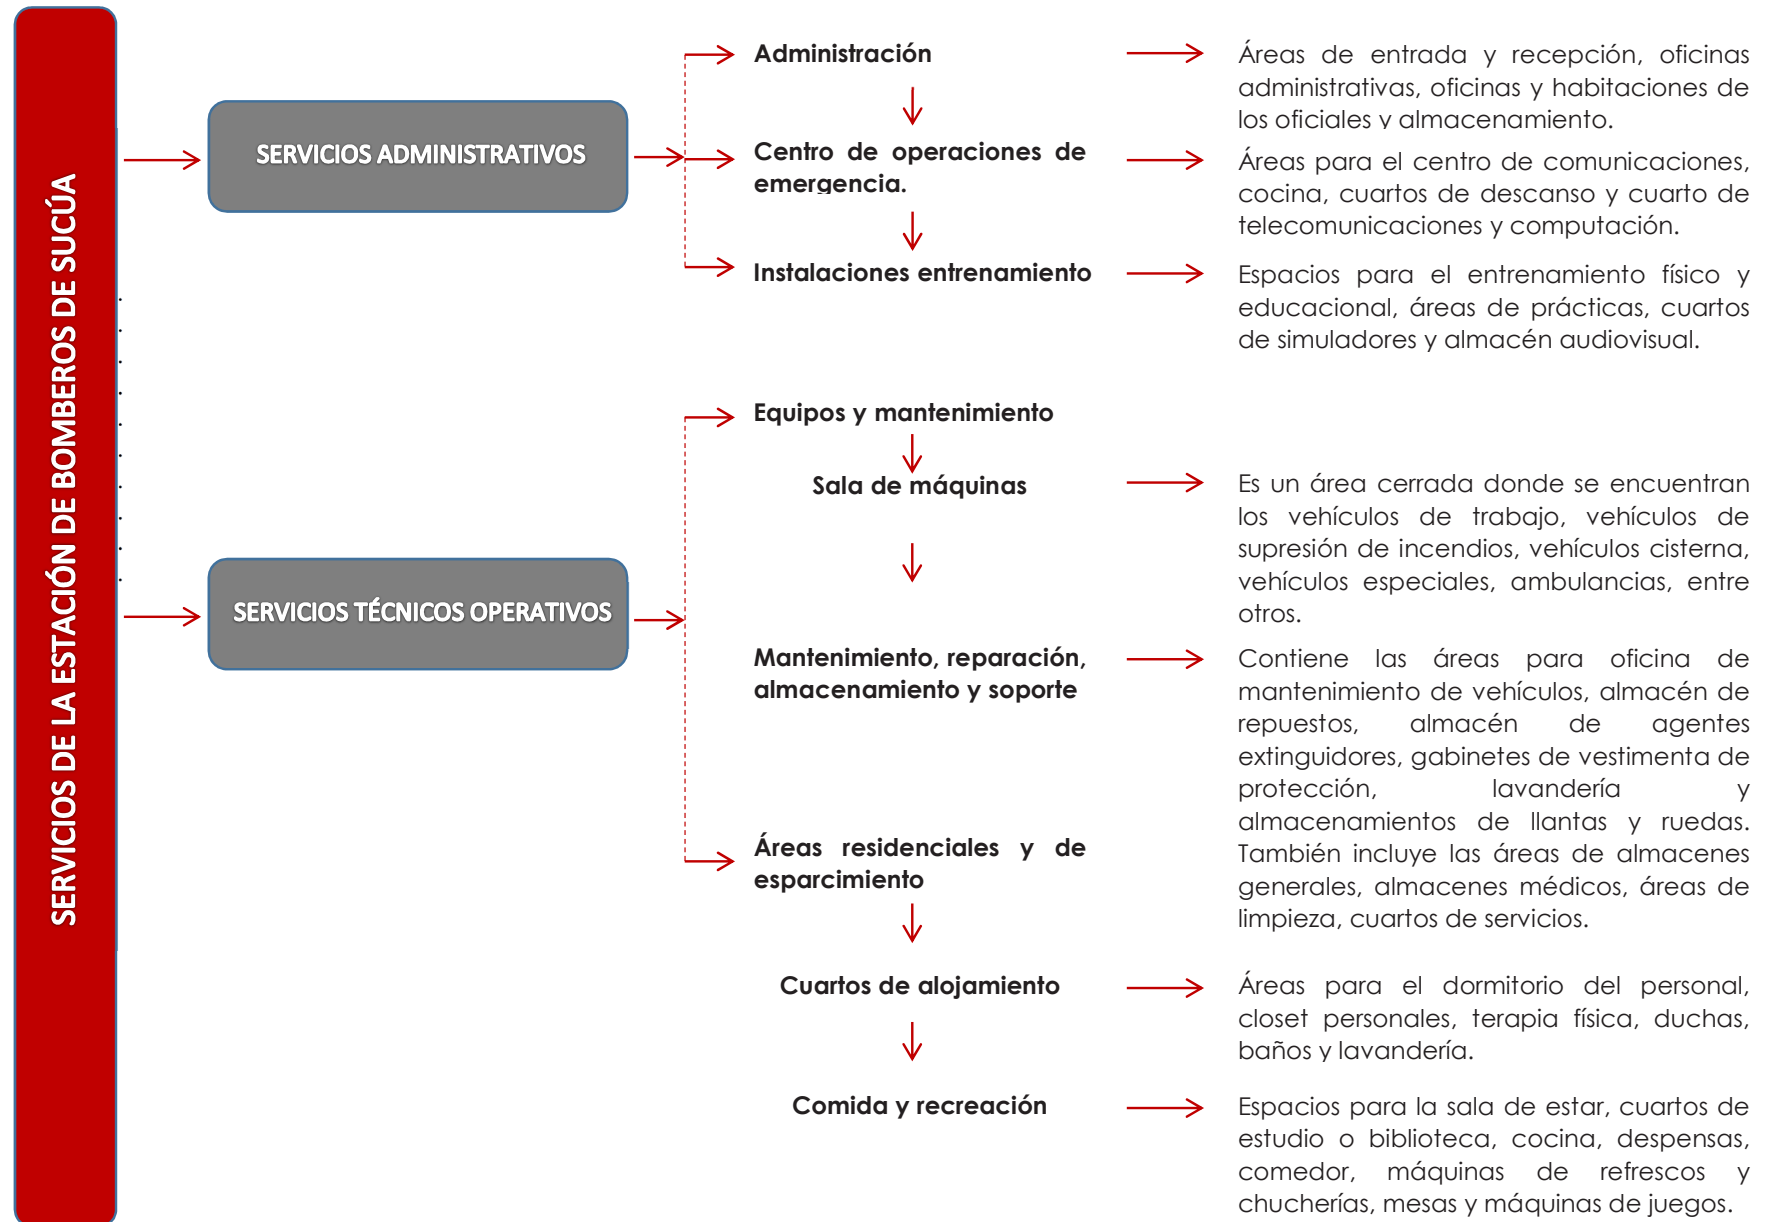 SERVICIOS DE LA ESTACIÓN DE BOMBEROS DE SUCÚA
SERVICIOS ADMINISTRATIVOS
Administración
Áreas de entrada y recepción, oficinas
administrativas, oficinas y habitaciones de
los oficiales y almacenamiento.
Centro de operaciones de
emergencia.
Áreas para el centro de comunicaciones,
cocina, cuartos de descanso y cuarto de
telecomunicaciones y computación.
Instalaciones entrenamiento
Espacios para el entrenamiento físico y
educacional, áreas de prácticas, cuartos
de simuladores y almacén audiovisual.
SERVICIOS TÉCNICOS OPERATIVOS
Equipos y mantenimiento
Sala de máquinas
Es un área cerrada donde se encuentran
los vehículos de trabajo, vehículos de
supresión de incendios, vehículos cisterna,
vehículos especiales, ambulancias, entre
otros.
Mantenimiento, reparación,
almacenamiento y soporte
Contiene las áreas para oficina de
mantenimiento de vehículos, almacén de
repuestos, almacén de agentes
extinguidores, gabinetes de vestimenta de
protección, lavandería y
almacenamientos de llantas y ruedas.
También incluye las áreas de almacenes
generales, almacenes médicos, áreas de
limpieza, cuartos de servicios.
Áreas residenciales y de
esparcimiento
Cuartos de alojamiento
Áreas para el dormitorio del personal,
closet personales, terapia física, duchas,
baños y lavandería.
Comida y recreación
Espacios para la sala de estar, cuartos de
estudio o biblioteca, cocina, despensas,
comedor, máquinas de refrescos y
chucherías, mesas y máquinas de juegos.